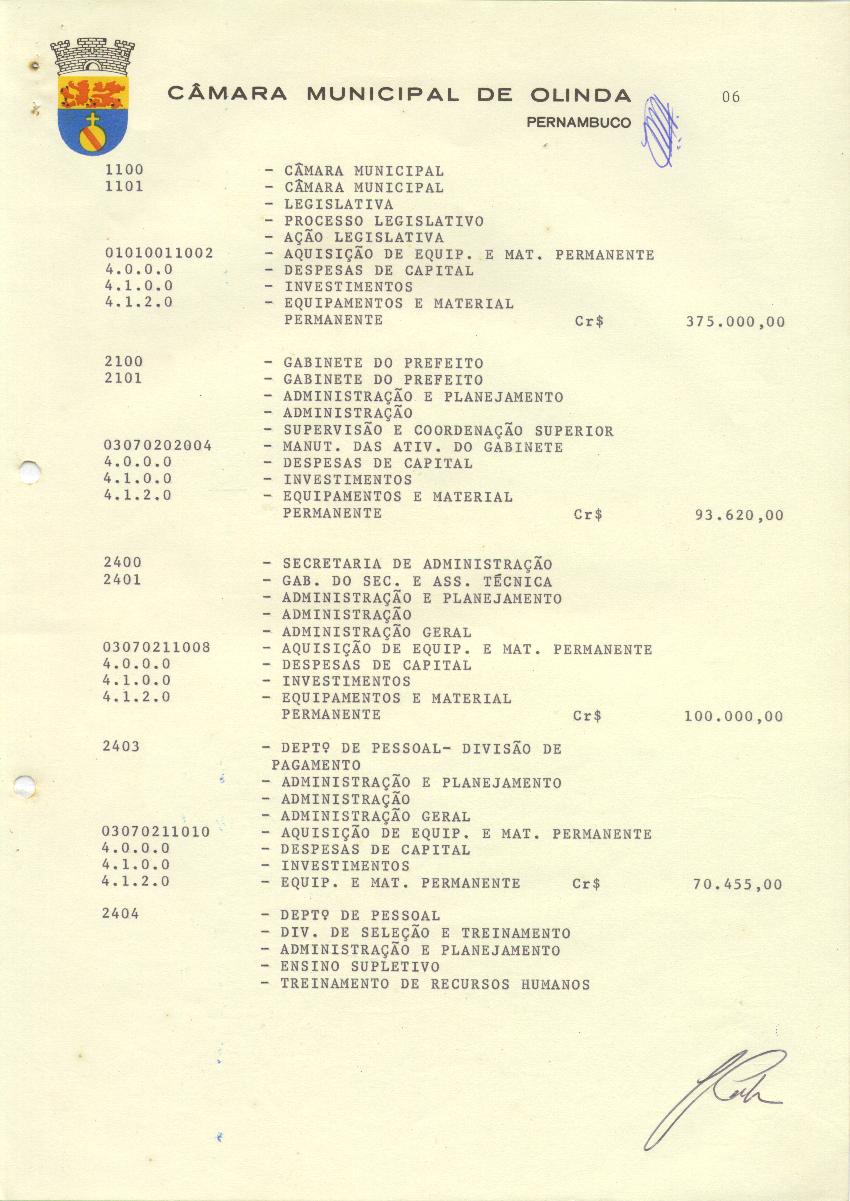 CÂMARA MUNICIPAL DE OLINDA 06
PERNAMBUCO
1100 - CÂMARA MUNICIPAL
1101 - CÂMARA MUNICIPAL
- LEGISLATIVA
- PROCESSO LEGISLATIVO
- AÇÃO LEGISLATIVA
01010011002 - AQUISIÇÃO DE EQUIP. E MAT. PERMANENTE
4.0.0.0 - DESPESAS DE CAPITAL
4.1.0.0 - INVESTIMENTOS
4.1.2.0 - EQUIPAMENTOS E MATERIAL
PERMANENTE Cr$ 375.000,00
2100 - GABINETE DO PREFEITO
2101 - GABINETE DO PREFEITO
- ADMINISTRAÇÃO E PLANEJAMENTO
- ADMINISTRAÇÃO
- SUPERVISÃO E COORDENAÇÃO SUPERIOR
03070202004 - MANUT. DAS ATIV. DO GABINETE
4.0.0.0 - DESPESAS DE CAPITAL
4.1.0.0 - INVESTIMENTOS
4.1.2.0 - EQUIPAMENTOS E MATERIAL
PERMANENTE Cr$ 93.620,00
2400 - SECRETARIA DE ADMINISTRAÇÃO
2401 - GAB. DO SEC. E ASS. TÉCNICA
- ADMINISTRAÇÃO E PLANEJAMENTO
- ADMINISTRAÇÃO
- ADMINISTRAÇÃO GERAL
03070211008 - AQUISIÇÃO DE EQUIP. E MAT. PERMANENTE
4.0.0.0 - DESPESAS DE CAPITAL
4.1.0.0 - INVESTIMENTOS
4.1.2.0 - EQUIPAMENTOS E MATERIAL
PERMANENTE Cr$ 100.000,00
2403 - DEPTº DE PESSOAL- DIVISÃO DE
PAGAMENTO
- ADMINISTRAÇÃO E PLANEJAMENTO
- ADMINISTRAÇÃO
- ADMINISTRAÇÃO GERAL
03070211010 - AQUISIÇÃO DE EQUIP. E MAT. PERMANENTE
4.0.0.0 - DESPESAS DE CAPITAL
4.1.0.0 - INVESTIMENTOS
4.1.2.0 - EQUIP. E MAT. PERMANENTE Cr$ 70.455,00
2404 - DEPTº DE PESSOAL
- DIV. DE SELEÇÃO E TREINAMENTO
- ADMINISTRAÇÃO E PLANEJAMENTO
- ENSINO SUPLETIVO
- TREINAMENTO DE RECURSOS HUMANOS